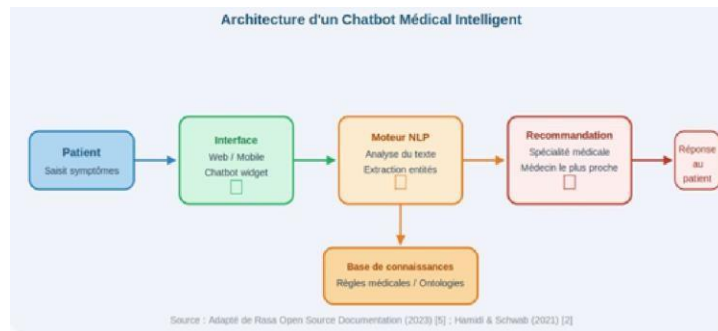 Architecture d'un Chatbot Médical Intelligent
Patient
Saisit symptômes
Interface
Web / Mobile
Chatbot widget
Moteur NLP
Analyse du texte
Extraction entités
Recommandation
Spécialité médicale
Médecin le plus proche
Réponse
au
patient
Base de connaissances
Règles médicales / Ontologies
Source : Adapté de Rasa Open Source Documentation (2023) [5] ; Hamidi & Schwab (2021) [2]